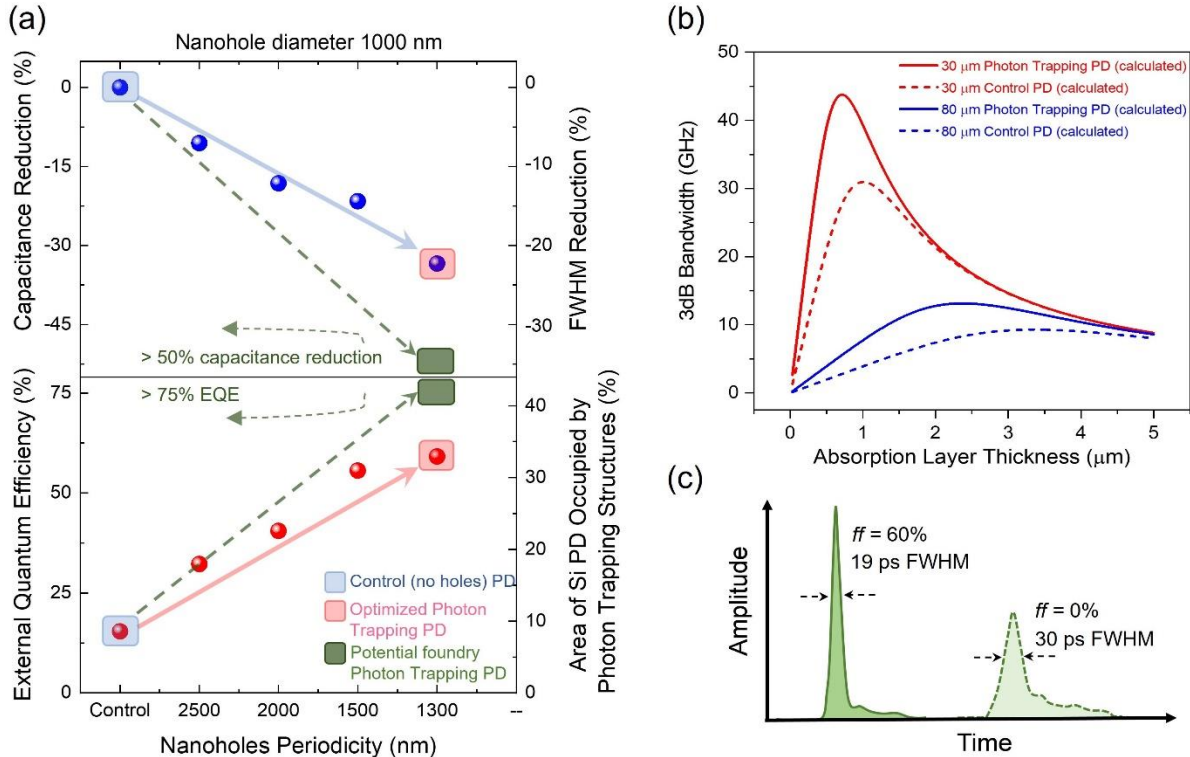 (a)
Nanohole diameter 1000 nm
Capacitance Reduction (%)
0
-15
-30
-45
FWHM Reduction (%)
0
-10
-20
-30
> 50% capacitance reduction
> 75% EQE
External Quantum Efficiency (%)
75
50
25
0
Area of Si PD Occupied by
Photon Trapping Structures (%)
40
30
20
10
0
Control (no holes) PD
Optimized Photon
Trapping PD
Potential foundry
Photon Trapping PD
Control 2500 2000 1500 1300 --
Nanoholes Periodicity (nm)
(b)
3dB Bandwidth (GHz)
50
40
30
20
10
0
30 μm Photon Trapping PD (calculated)
30 μm Control PD (calculated)
80 μm Photon Trapping PD (calculated)
80 μm Control PD (calculated)
0 1 2 3 4 5
Absorption Layer Thickness (μm)
(c)
Amplitude
ff = 60%
19 ps FWHM
ff = 0%
30 ps FWHM
Time